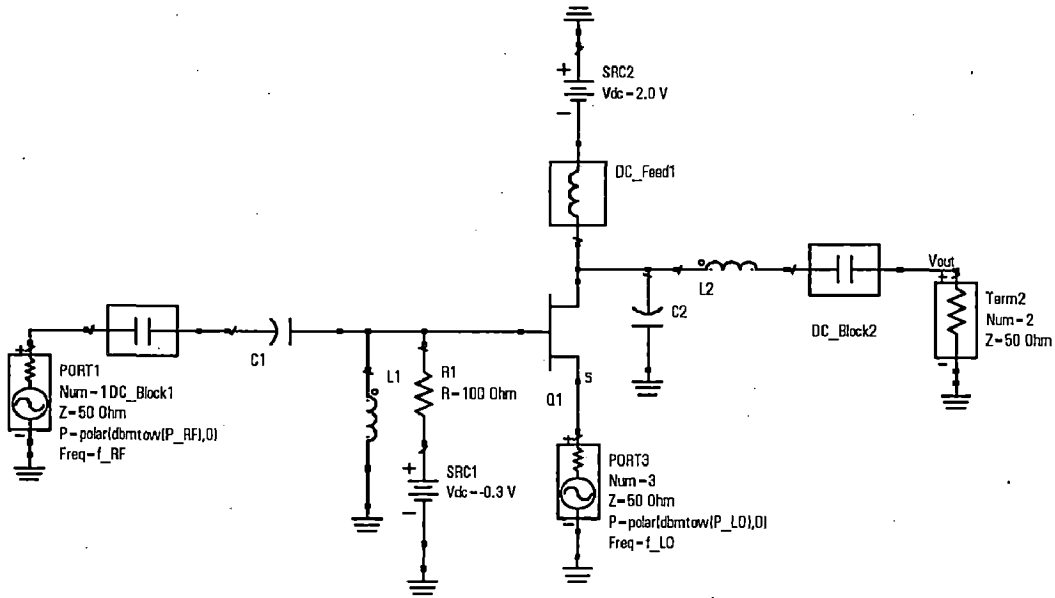 +
SRC2
Vdc=2.0 V
−
DC_Feed1
Vout
L2
C2
DC_Block2
+
Term2
Num=2
Z=50 Ohm
−
C1
L1
R1
R=100 Ohm
S
Q1
+
PORT1
Num=1 DC_Block1
Z=50 Ohm
P=polar(dbmtow(P_RF),0)
Freq=f_RF
−
+
SRC1
Vdc=-0.3 V
−
+
PORT3
Num=3
Z=50 Ohm
P=polar(dbmtow(P_LO),0)
Freq=f_LO
−